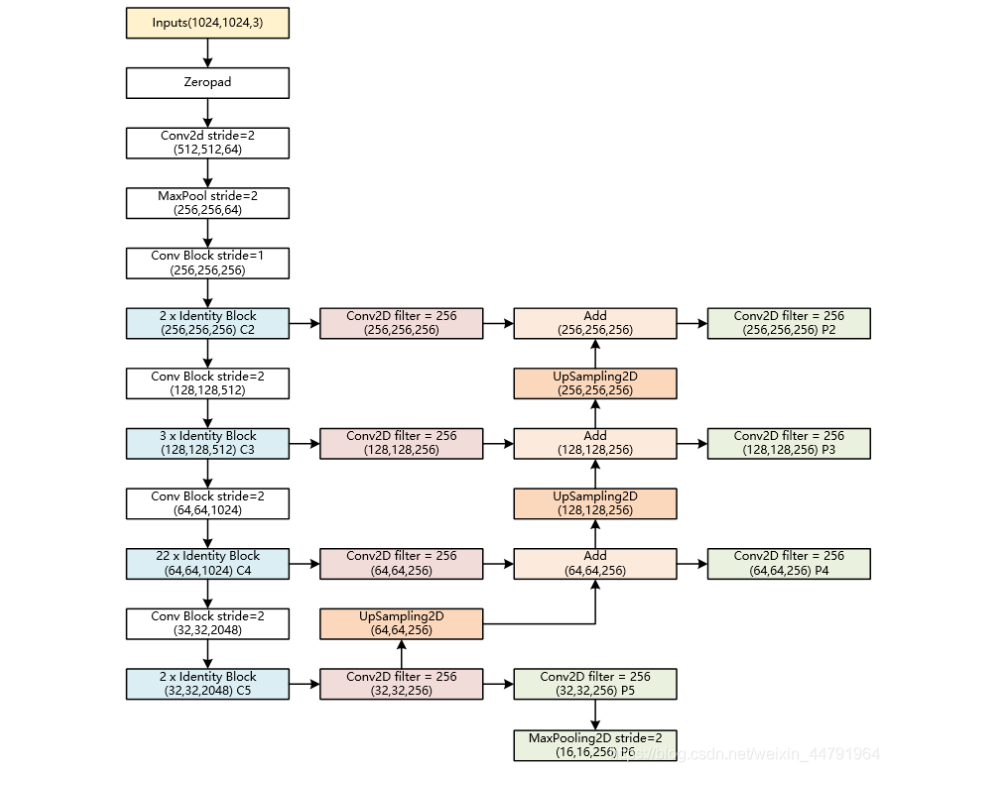 Inputs(1024,1024,3)
Zeropad
Conv2d stride=2
(512,512,64)
MaxPool stride=2
(256,256,64)
Conv Block stride=1
(256,256,256)
2 x Identity Block
(256,256,256) C2
Conv2D filter = 256
(256,256,256)
Add
(256,256,256)
Conv2D filter = 256
(256,256,256) P2
Conv Block stride=2
(128,128,512)
UpSampling2D
(256,256,256)
3 x Identity Block
(128,128,512) C3
Conv2D filter = 256
(128,128,256)
Add
(128,128,256)
Conv2D filter = 256
(128,128,256) P3
Conv Block stride=2
(64,64,1024)
UpSampling2D
(128,128,256)
22 x Identity Block
(64,64,1024) C4
Conv2D filter = 256
(64,64,256)
Add
(64,64,256)
Conv2D filter = 256
(64,64,256) P4
Conv Block stride=2
(32,32,2048)
UpSampling2D
(64,64,256)
2 x Identity Block
(32,32,2048) C5
Conv2D filter = 256
(32,32,256)
Conv2D filter = 256
(32,32,256) P5
MaxPooling2D stride=2
(16,16,256) P6
blog.csdn.net/weixin_44791964